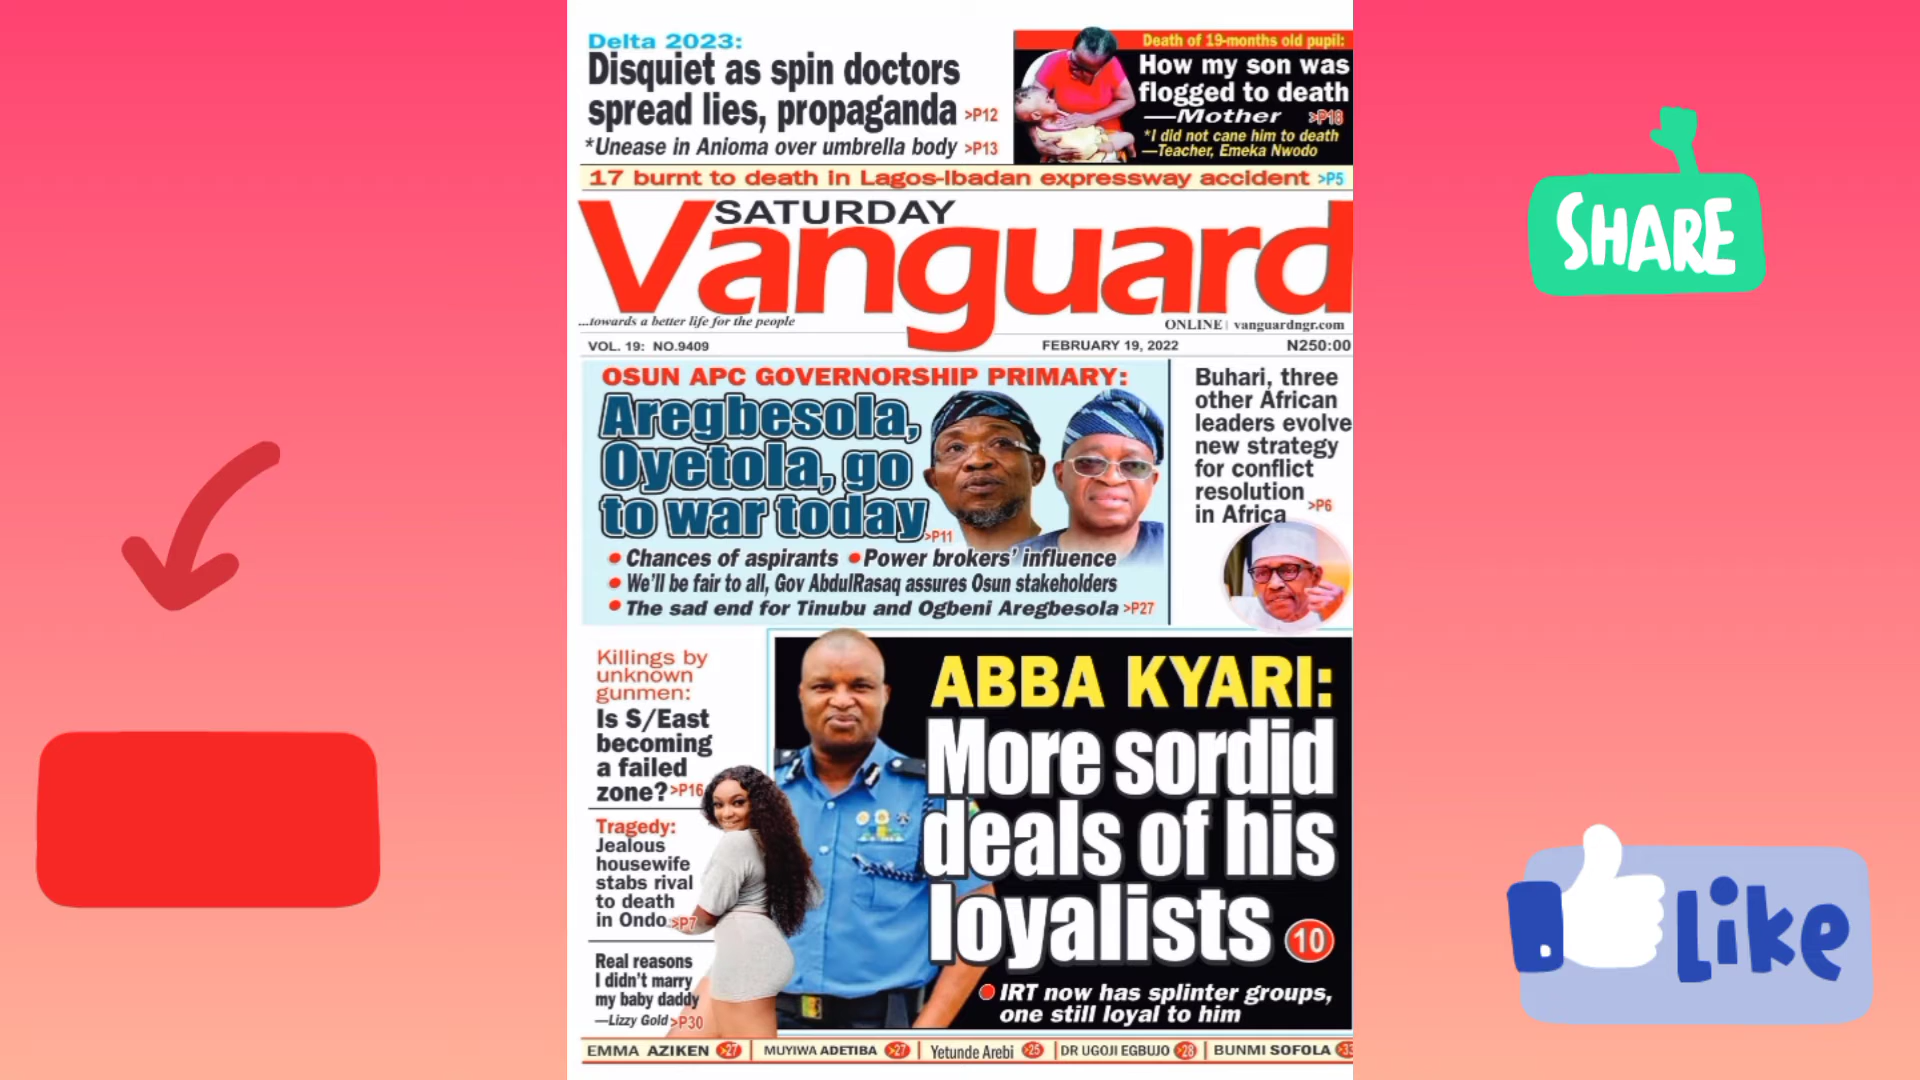 Delta 2023:
Disquiet as spin doctors
spread lies, propaganda >P12
*Unease in Anioma over umbrella body >P13
Death of 19-months old pupil:
How my son was
flogged to death
—Mother >P18
*I did not cane him to death
—Teacher, Emeka Nwodo
17 burnt to death in Lagos-Ibadan expressway accident >P5
SATURDAY
Vanguard
...towards a better life for the people
ONLINE | vanguardngr.com
VOL. 19: NO.9409
FEBRUARY 19, 2022
N250:00
OSUN APC GOVERNORSHIP PRIMARY:
Aregbesola,
Oyetola, go
to war today >P11
• Chances of aspirants • Power brokers' influence
• We'll be fair to all, Gov AbdulRasaq assures Osun stakeholders
• The sad end for Tinubu and Ogbeni Aregbesola >P27
Buhari, three
other African
leaders evolve
new strategy
for conflict
resolution
in Africa >P6
Killings by
unknown
gunmen:
Is S/East
becoming
a failed
zone? >P16
Tragedy:
Jealous
housewife
stabs rival
to death
in Ondo >P7
Real reasons
I didn't marry
my baby daddy
—Lizzy Gold >P30
ABBA KYARI:
More sordid
deals of his
loyalists 10
• IRT now has splinter groups,
one still loyal to him
EMMA AZIKEN >27 | MUYIWA ADETIBA >27 | Yetunde Arebi >25 | DR UGOJI EGBUJO >28 | BUNMI SOFOLA
SHARE
Like